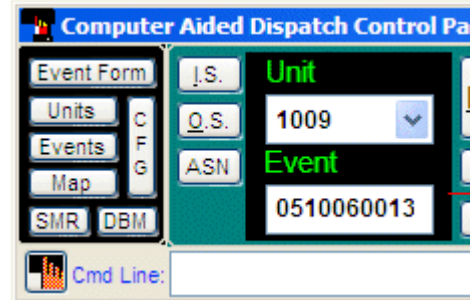 Computer Aided Dispatch Control Pa
Event Form
I.S.
Unit
Units
CFG
O.S.
1009
Events
ASN
Event
Map
0510060013
SMR
DBM
Cmd Line: